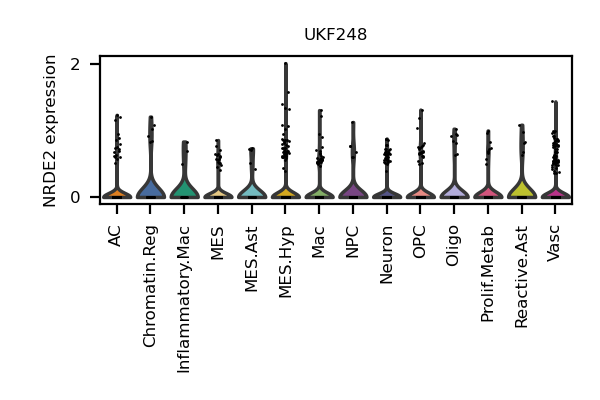 UKF248
NRDE2 expression
2
0
AC
Chromatin.Reg
Inflammatory.Mac
MES
MES.Ast
MES.Hyp
Mac
NPC
Neuron
OPC
Oligo
Prolif.Metab
Reactive.Ast
Vasc